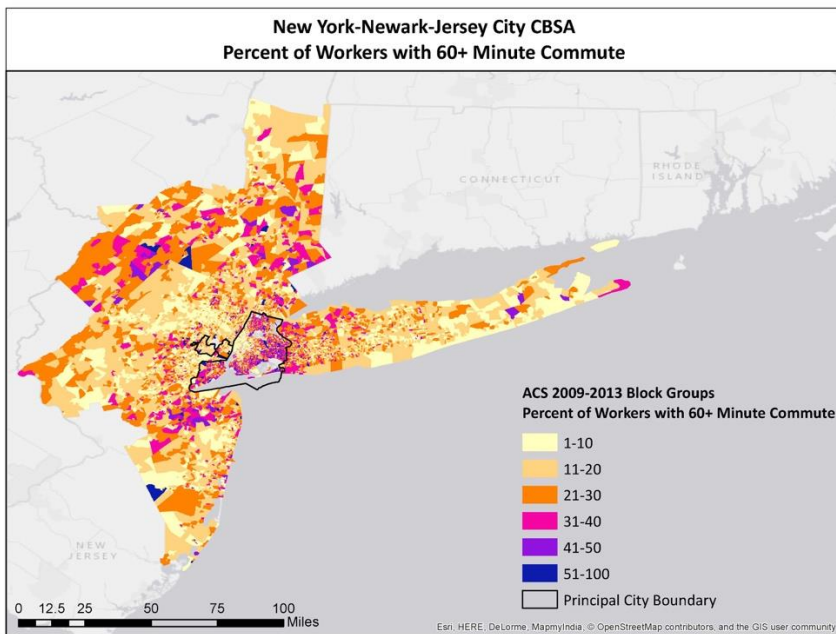 New York-Newark-Jersey City CBSA
Percent of Workers with 60+ Minute Commute
CONNECTICUT
RHODE
ISLAND
NEW
JERSEY
ACS 2009-2013 Block Groups
Percent of Workers with 60+ Minute Commute
1-10
11-20
21-30
31-40
41-50
51-100
Principal City Boundary
0 12.5 25 50 75 100
Miles
Esri, HERE, DeLorme, MapmyIndia, © OpenStreetMap contributors, and the GIS user community